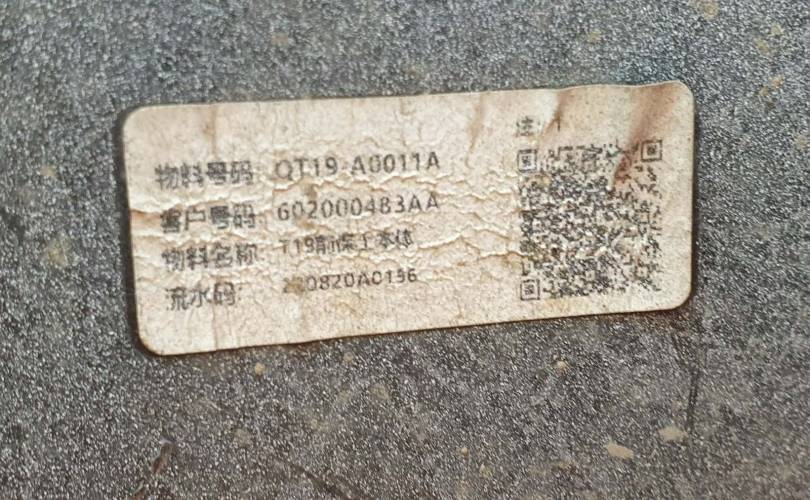 注
物料号码 QT19-A0011A
客户号码 602000483AA
物料名称 T19前保上本体
流水码